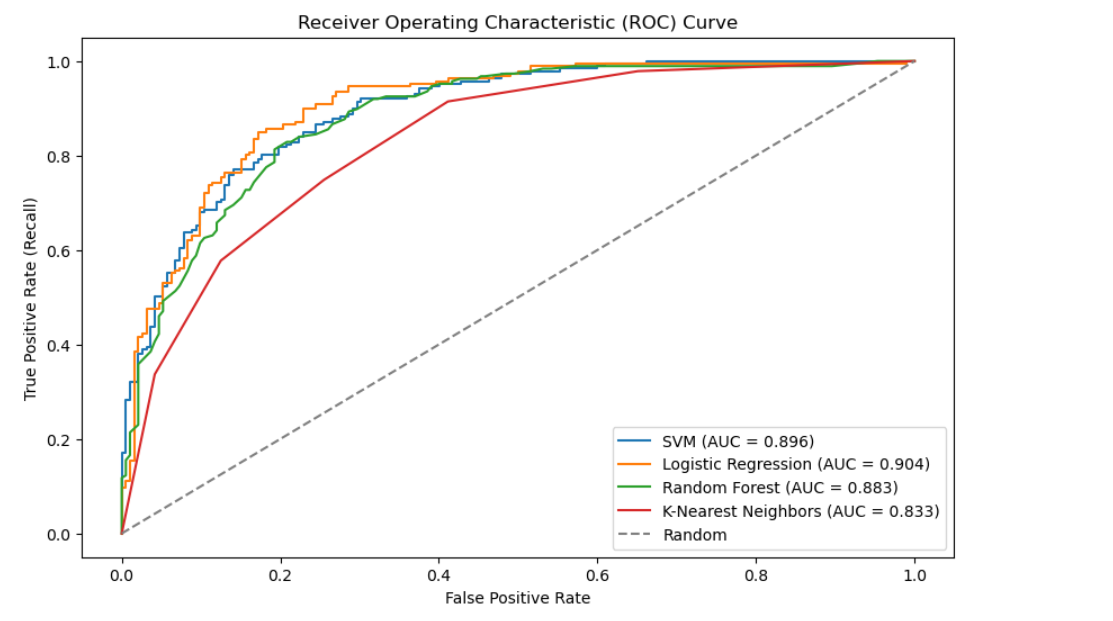 Receiver Operating Characteristic (ROC) Curve
True Positive Rate (Recall)
1.0
0.8
0.6
0.4
0.2
0.0
SVM (AUC = 0.896)
Logistic Regression (AUC = 0.904)
Random Forest (AUC = 0.883)
K-Nearest Neighbors (AUC = 0.833)
Random
0.0 0.2 0.4 0.6 0.8 1.0
False Positive Rate